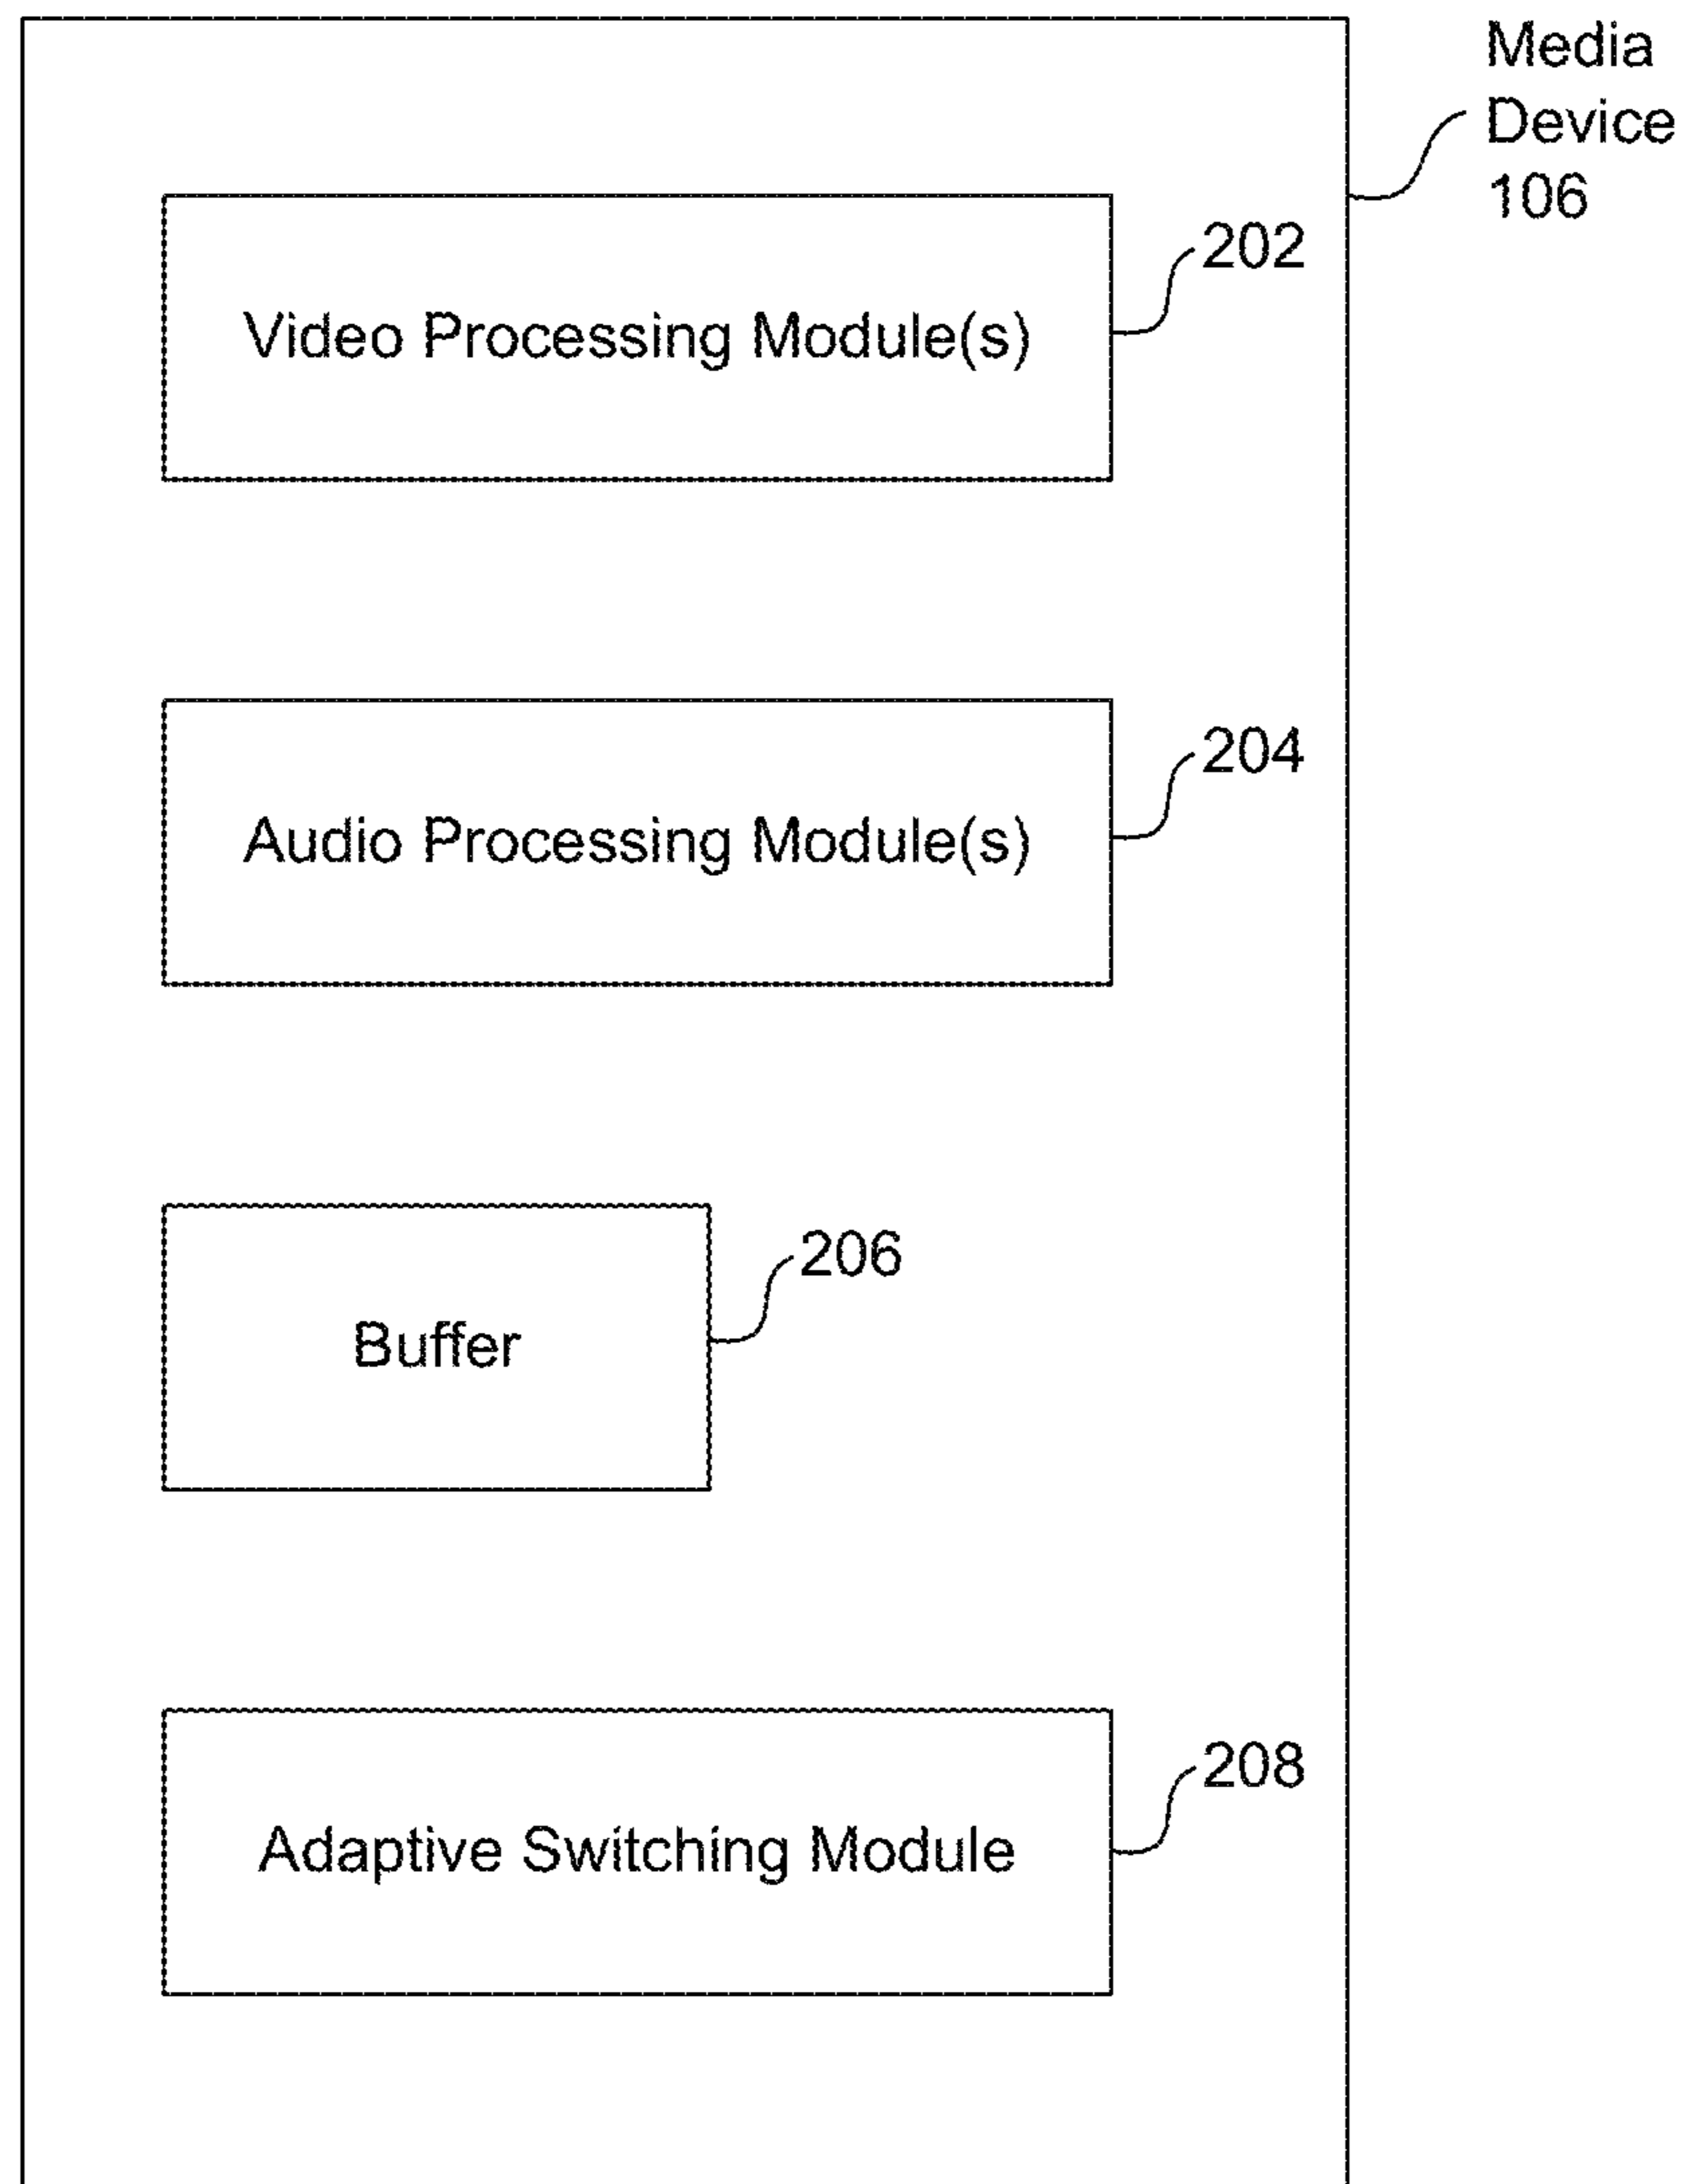 Media
Device
106
202
Video Processing Module(s)
204
Audio Processing Module(s)
206
Buffer
208
Adaptive Switching Module